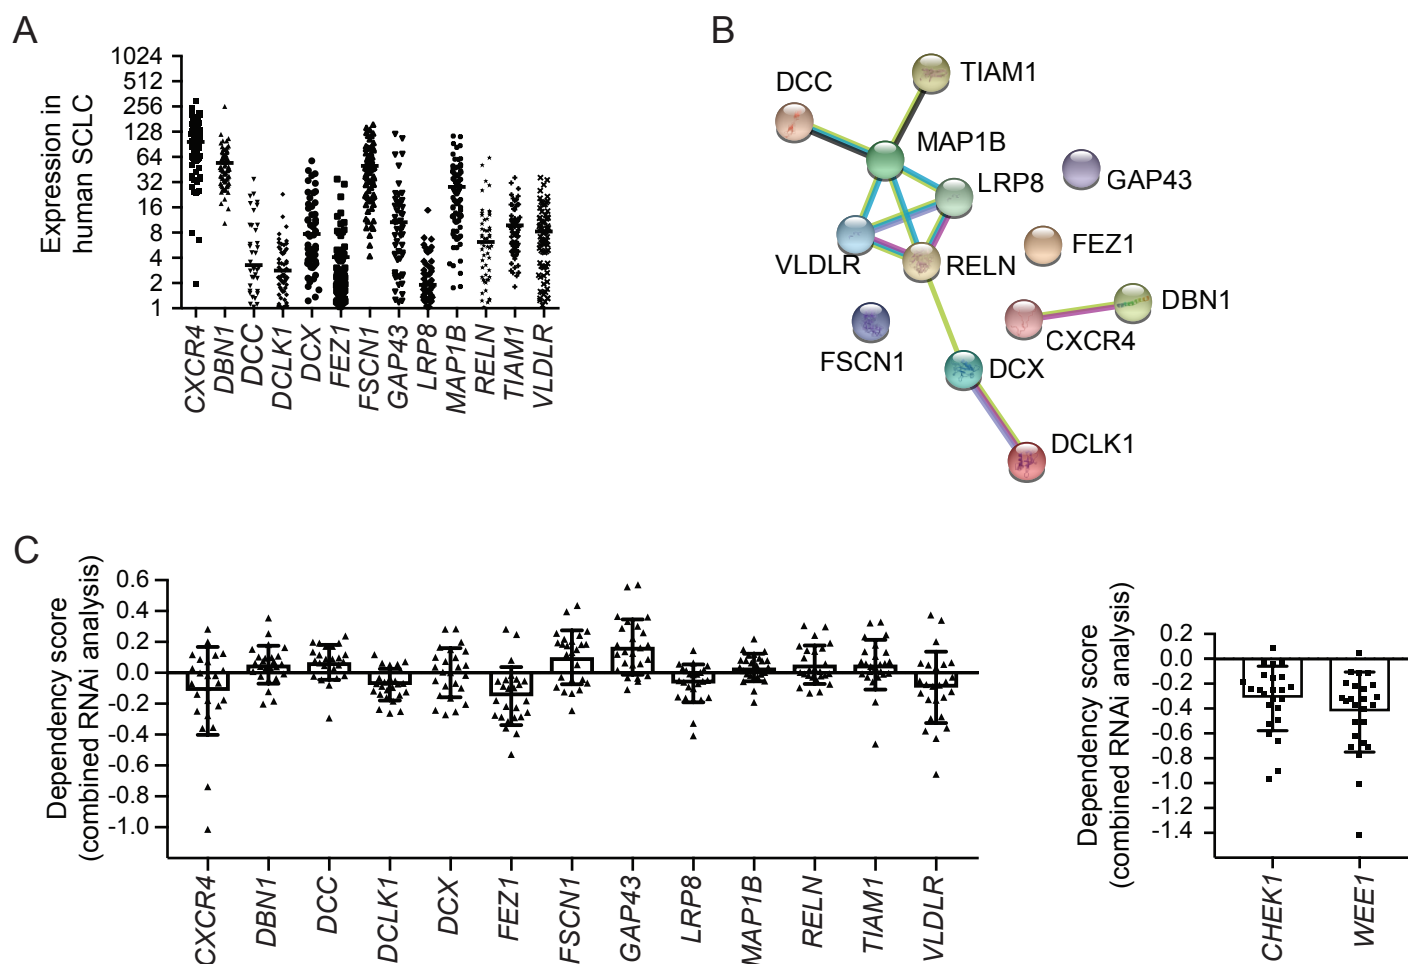 A
Expression in
human SCLC
1024
512
256
128
64
32
16
8
4
2
1
CXCR4
DBN1
DCC
DCLK1
DCX
FEZ1
FSCN1
GAP43
LRP8
MAP1B
RELN
TIAM1
VLDLR
B
TIAM1
DCC
MAP1B
LRP8
GAP43
VLDLR
RELN
FEZ1
DBN1
CXCR4
FSCN1
DCX
DCLK1
C
Dependency score
(combined RNAi analysis)
0.6
0.4
0.2
0.0
-0.2
-0.4
-0.6
-0.8
-1.0
CXCR4
DBN1
DCC
DCLK1
DCX
FEZ1
FSCN1
GAP43
LRP8
MAP1B
RELN
TIAM1
VLDLR
Dependency score
(combined RNAi analysis)
0.2
0.0
-0.2
-0.4
-0.6
-0.8
-1.0
-1.2
-1.4
CHEK1
WEE1